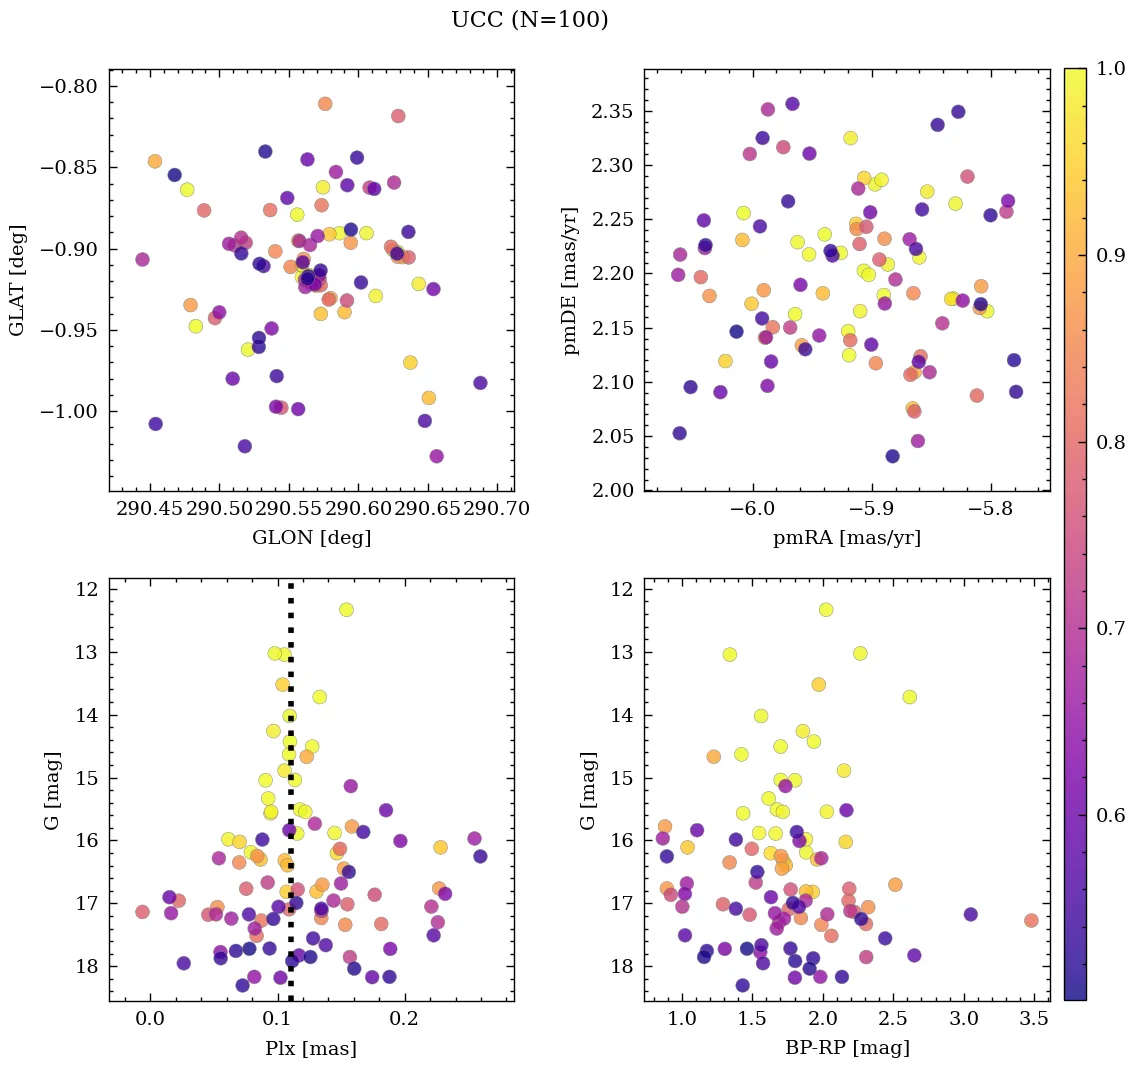 UCC (N=100)
−0.80
−0.85
−0.90
−0.95
−1.00
GLAT [deg]
290.45 290.50 290.55 290.60 290.65 290.70
GLON [deg]
2.35
2.30
2.25
2.20
2.15
2.10
2.05
2.00
pmDE [mas/yr]
−6.0 −5.9 −5.8
pmRA [mas/yr]
12
13
14
15
16
17
18
G [mag]
0.0 0.1 0.2
Plx [mas]
12
13
14
15
16
17
18
G [mag]
1.0 1.5 2.0 2.5 3.0 3.5
BP-RP [mag]
1.0
0.9
0.8
0.7
0.6